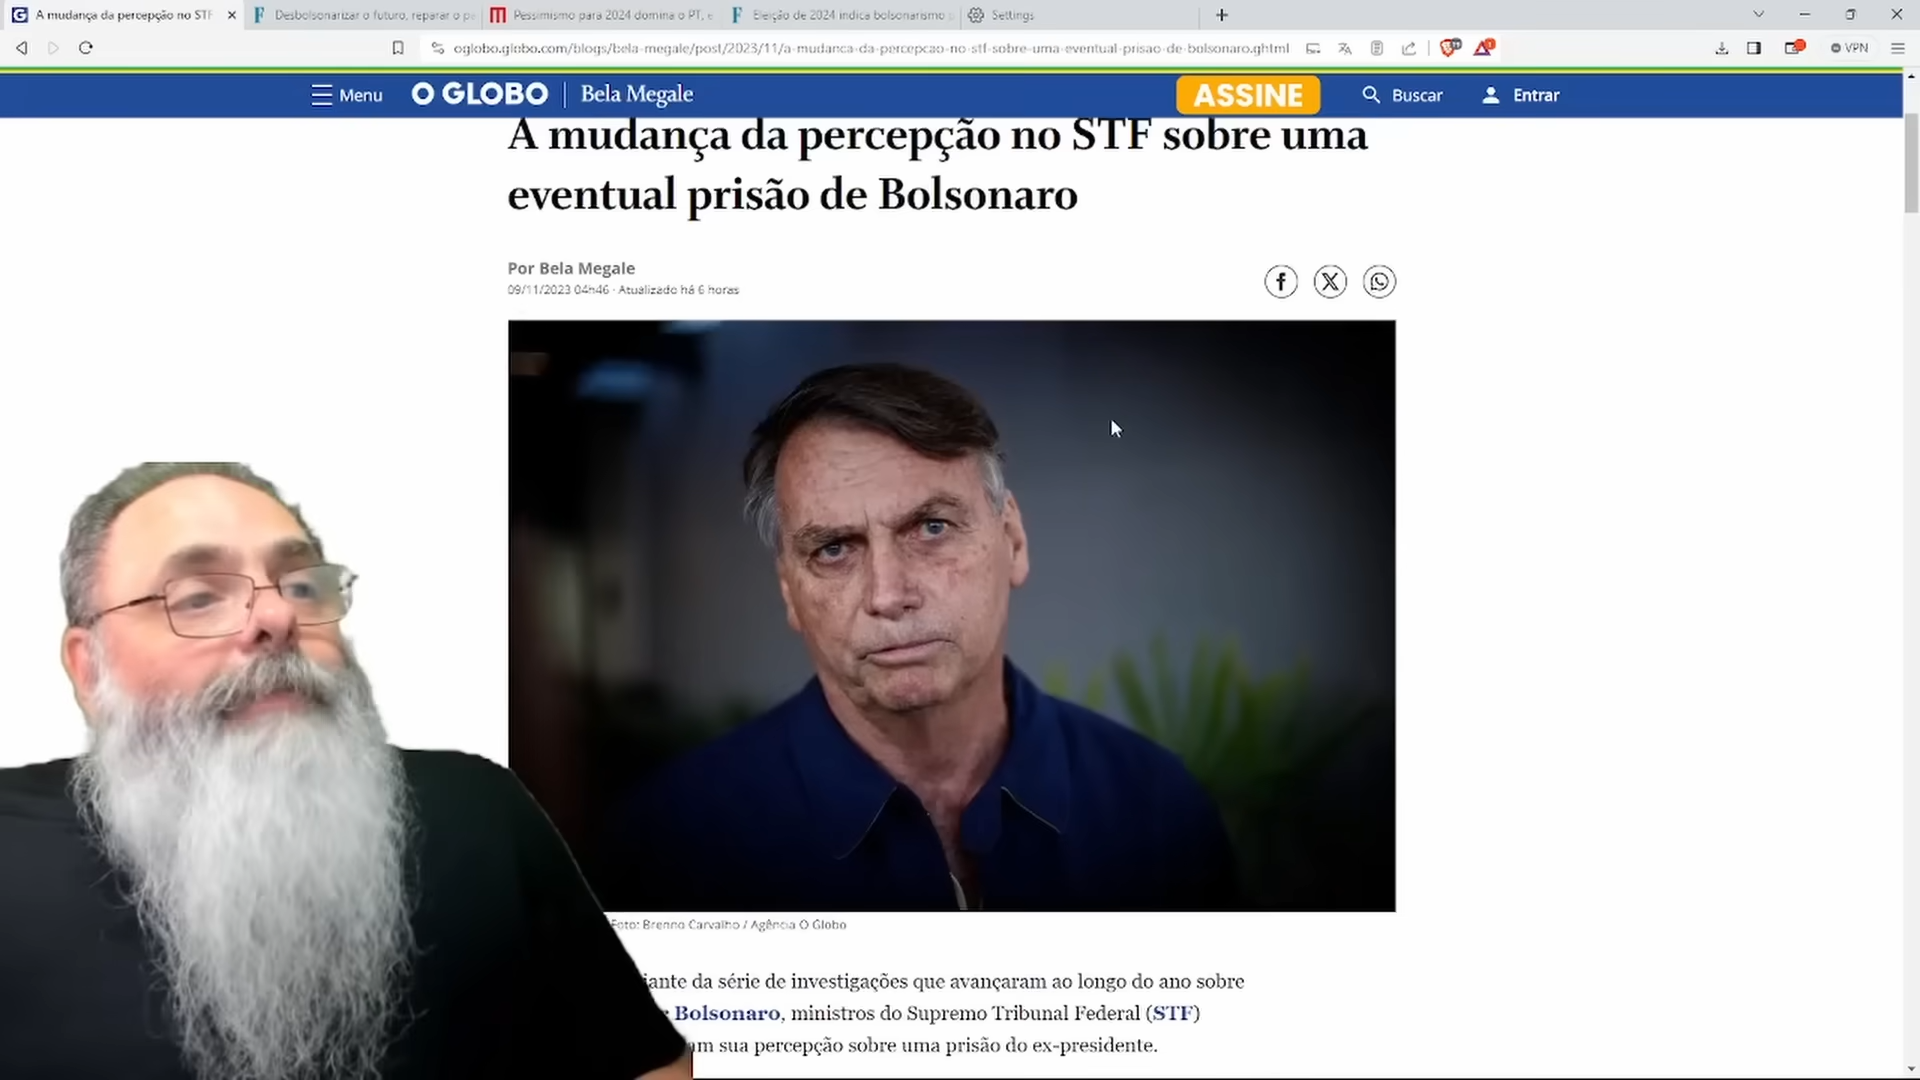 A mudança da percepção no STF
Desbolsonarizar o futuro, reparar o pa
Pessimismo para 2024 domina o PT, e
Eleição de 2024 indica bolsonarismo
Settings
oglobo.globo.com/blogs/bela-megale/post/2023/11/a-mudanca-da-percepcao-no-stf-sobre-uma-eventual-prisao-de-bolsonaro.ghtml
VPN
Menu
O GLOBO
Bela Megale
ASSINE
Buscar
Entrar
A mudança da percepção no STF sobre uma
eventual prisão de Bolsonaro
Por Bela Megale
09/11/2023 04h46 · Atualizado há 6 horas
Foto: Brenno Carvalho / Agência O Globo
iante da série de investigações que avançaram ao longo do ano sobre
Bolsonaro, ministros do Supremo Tribunal Federal (STF)
am sua percepção sobre uma prisão do ex-presidente.